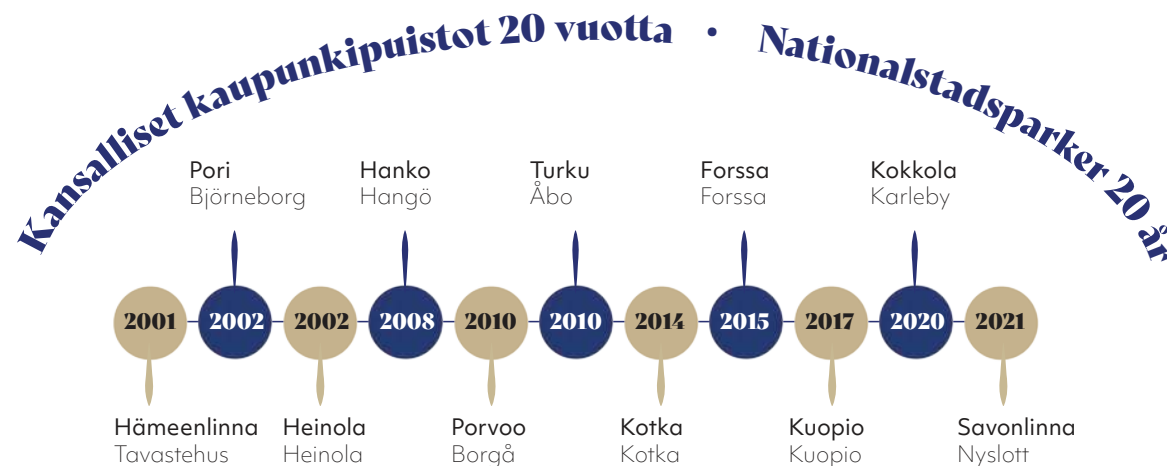 Kansalliset kaupunkipuistot 20 vuotta • Nationalstadsparker 20 år
Pori
Björneborg
Hanko
Hangö
Turku
Åbo
Forssa
Forssa
Kokkola
Karleby
2001 2002 2002 2008 2010 2010 2014 2015 2017 2020 2021
Hämeenlinna
Tavastehus
Heinola
Heinola
Porvoo
Borgå
Kotka
Kotka
Kuopio
Kuopio
Savonlinna
Nyslott